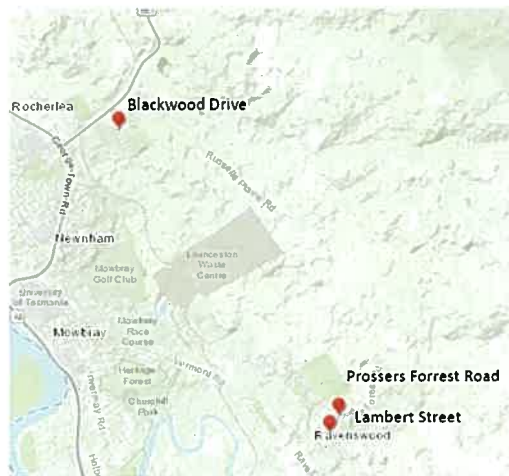 Rocherlea
Blackwood Drive
George Town Rd
Russells Plains Rd
Newnham
Launceston
Waste
Centre
Mowbray
Golf Club
University
of Tasmania
Mowbray
Mowbray
Race
Course
Vermont Rd
Heritage
Forest
Churchill
Park
Invermay Rd
Prossers Forrest Road
Lambert Street
Ravenswood